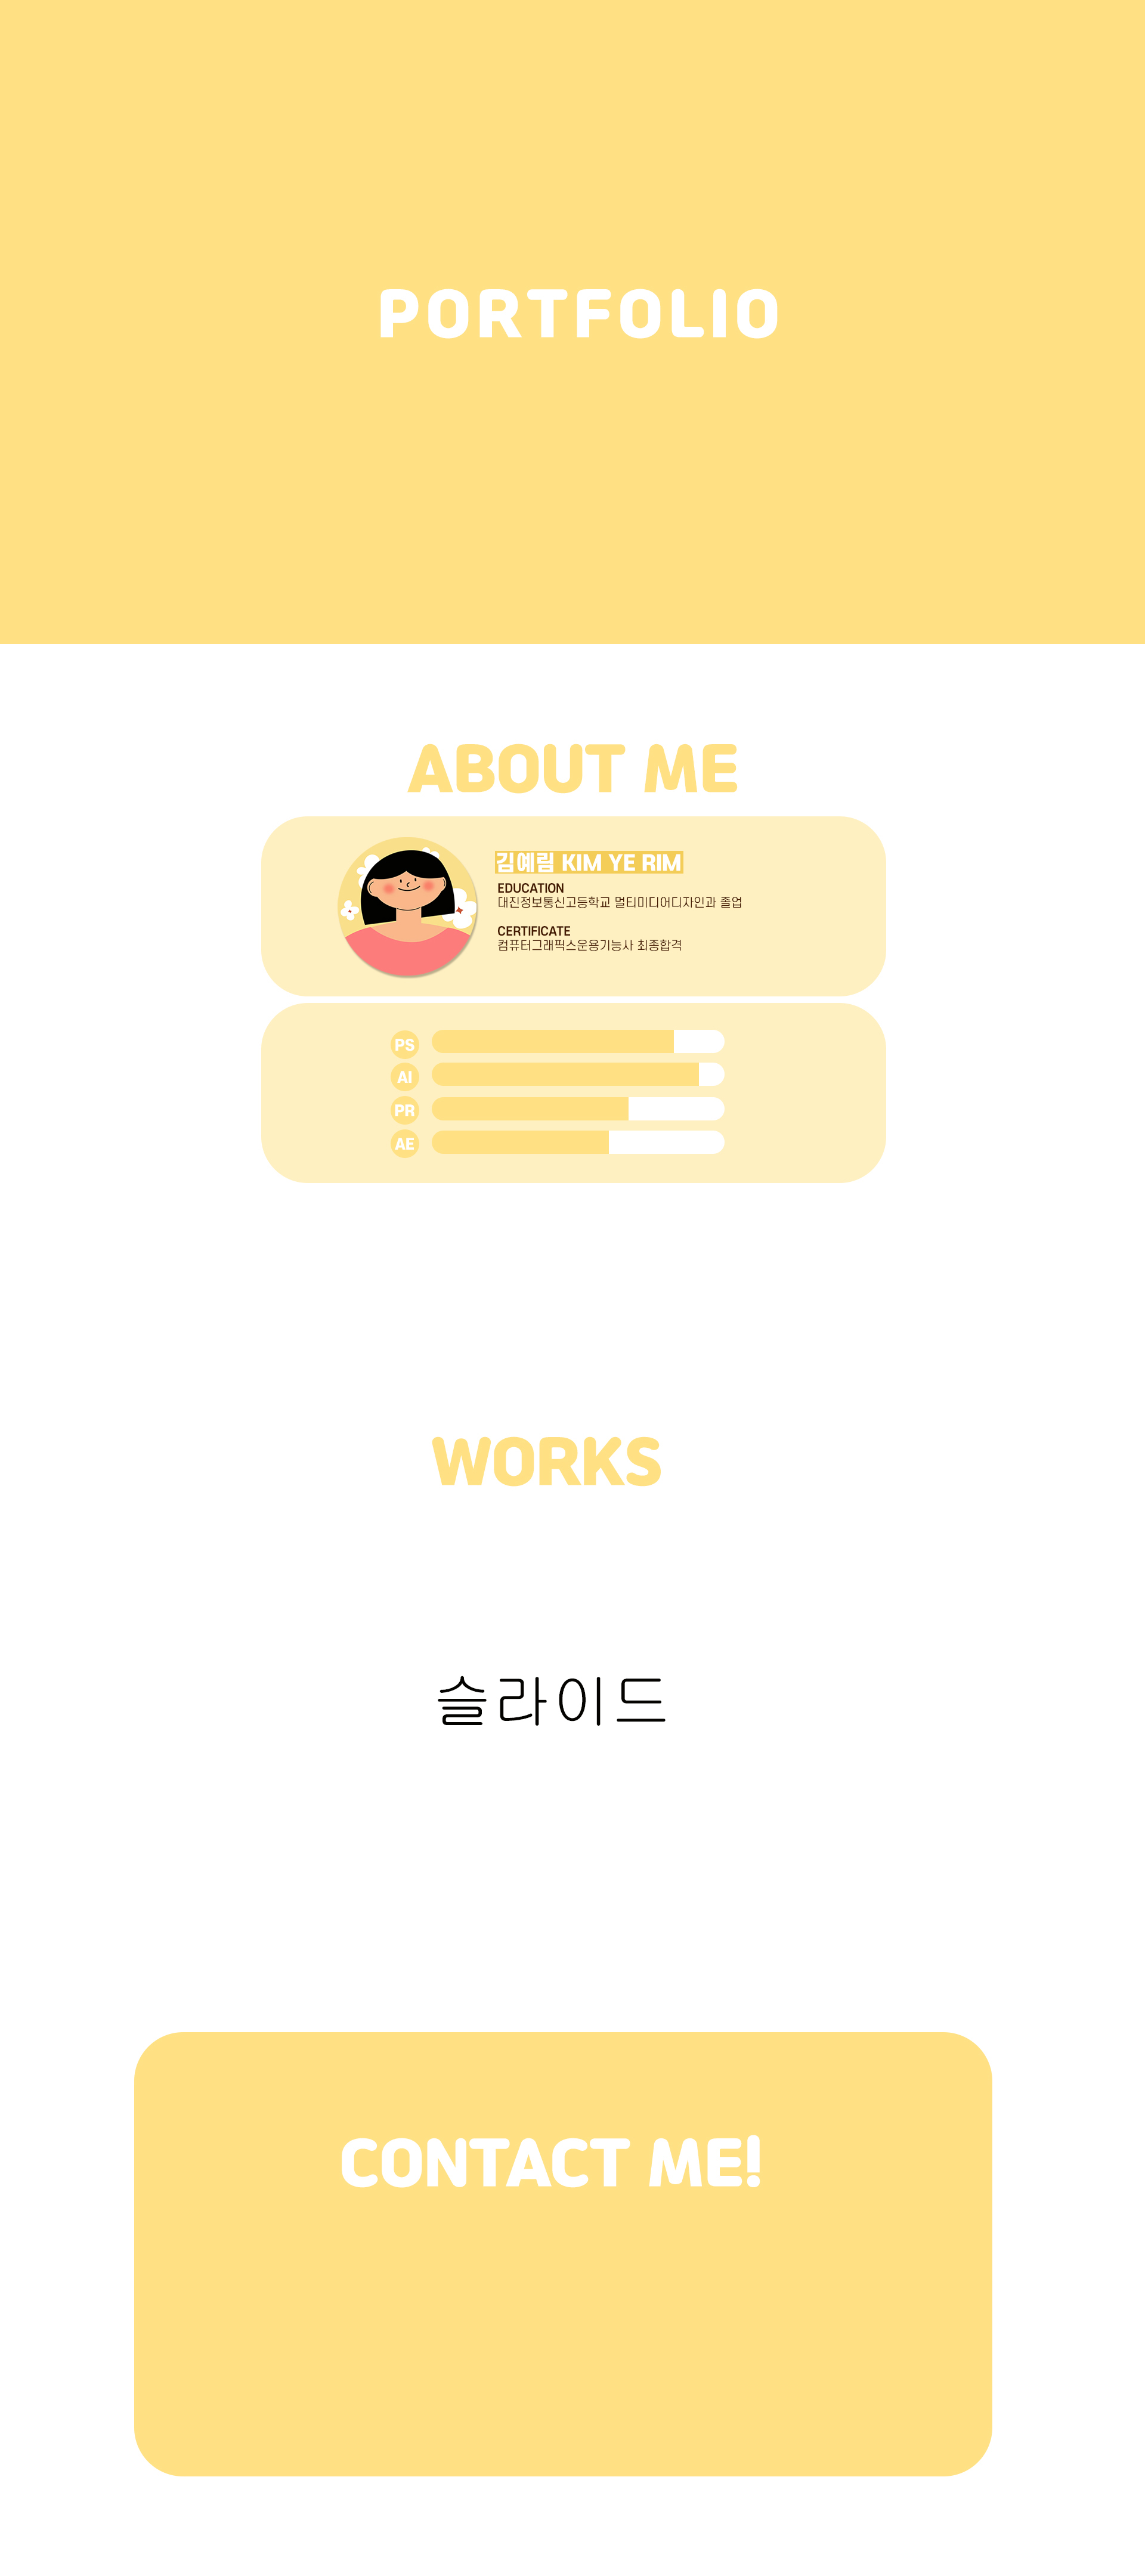 PORTFOLIO
ABOUT ME
김예림 KIM YE RIM
EDUCATION
대진정보통신고등학교 멀티미디어디자인과 졸업
CERTIFICATE
컴퓨터그래픽스운용기능사 최종합격
PS
AI
PR
AE
WORKS
슬라이드
CONTACT ME!